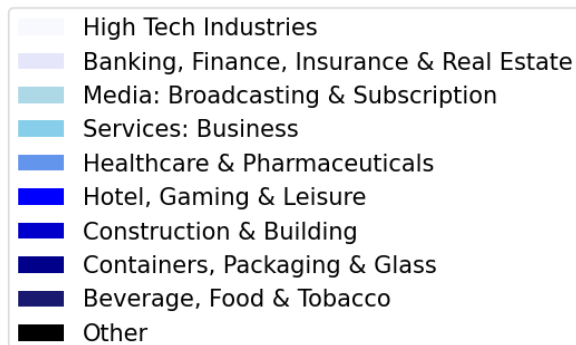 High Tech Industries
Banking, Finance, Insurance & Real Estate
Media: Broadcasting & Subscription
Services: Business
Healthcare & Pharmaceuticals
Hotel, Gaming & Leisure
Construction & Building
Containers, Packaging & Glass
Beverage, Food & Tobacco
Other